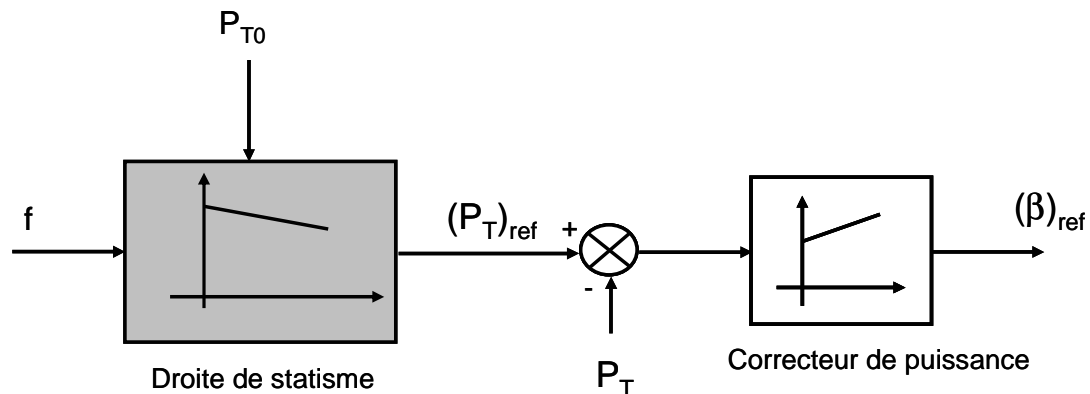 P_T0
f
(P_T)_ref
+
(β)_ref
-
P_T
Correcteur de puissance
Droite de statisme